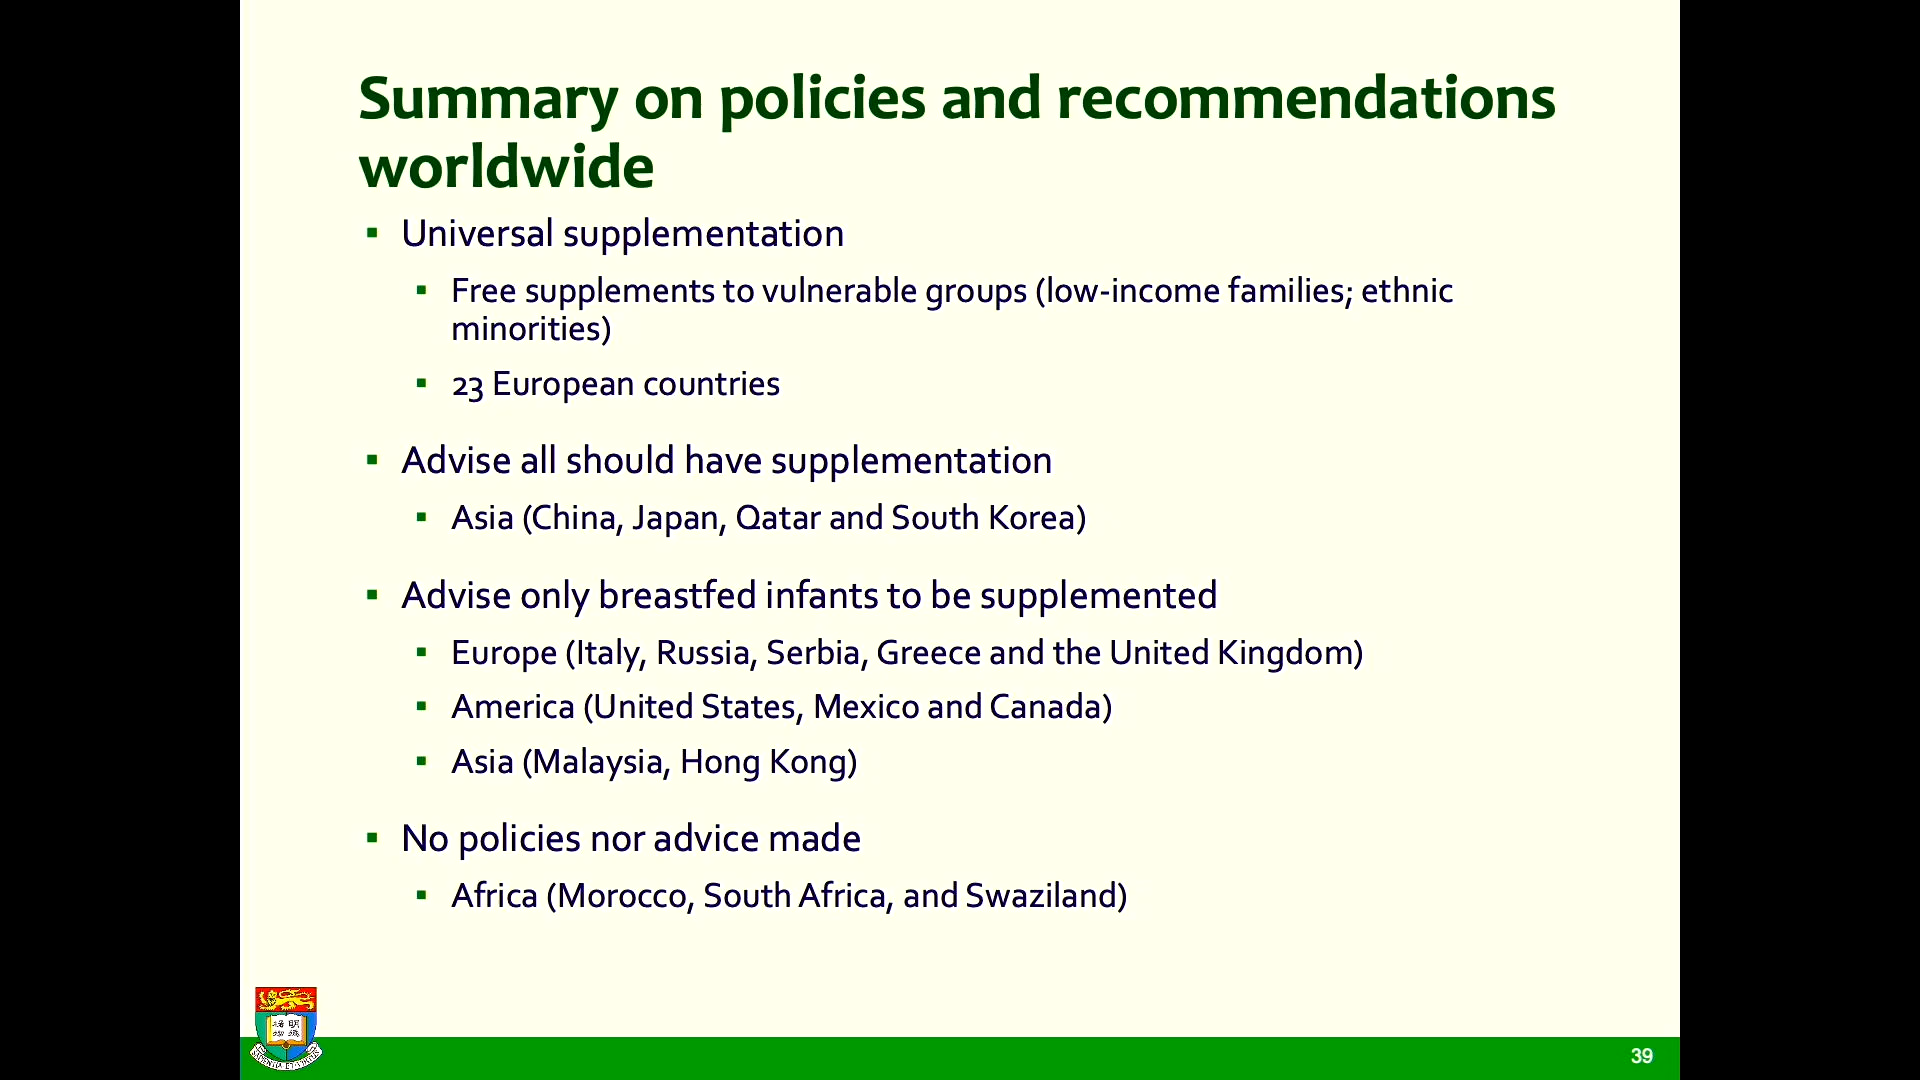 Summary on policies and recommendations
worldwide
Universal supplementation
Free supplements to vulnerable groups (low-income families; ethnic
minorities)
23 European countries
Advise all should have supplementation
Asia (China, Japan, Qatar and South Korea)
Advise only breastfed infants to be supplemented
Europe (Italy, Russia, Serbia, Greece and the United Kingdom)
America (United States, Mexico and Canada)
Asia (Malaysia, Hong Kong)
No policies nor advice made
Africa (Morocco, South Africa, and Swaziland)
39